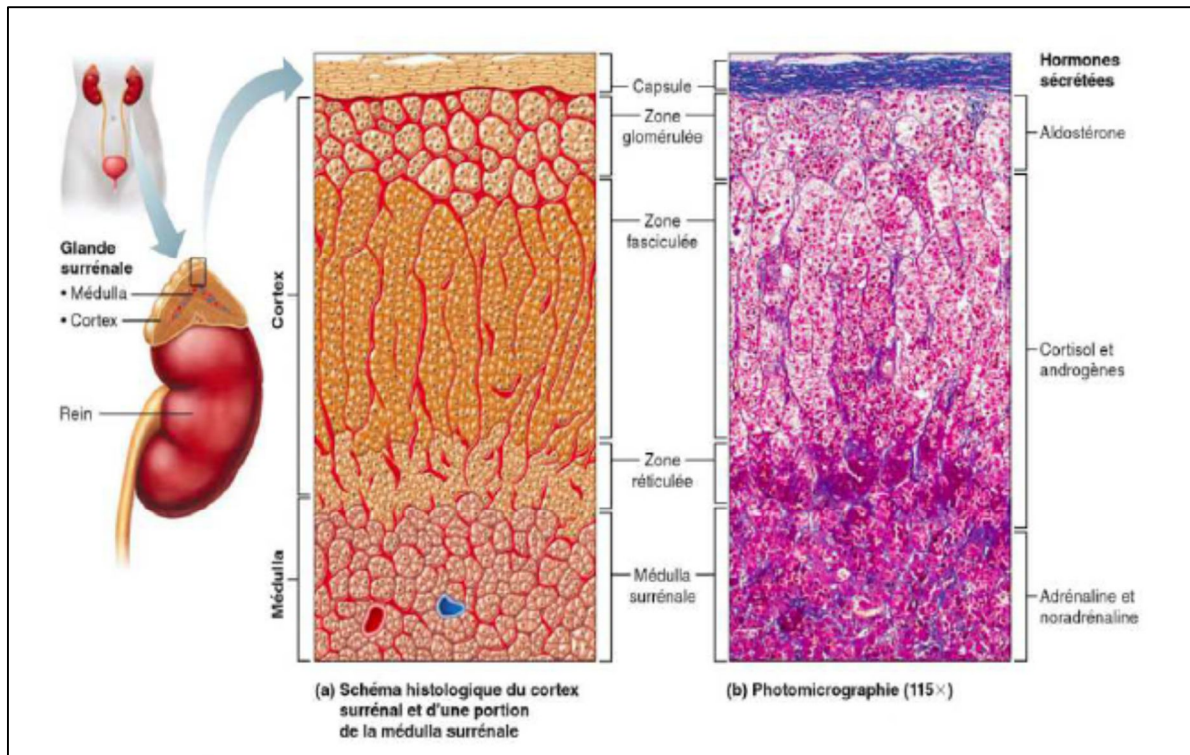 Glande
surrénale
• Médulla
• Cortex
Rein
Cortex
Médulla
Capsule
Zone
glomérulée
Zone
fasciculée
Zone
réticulée
Médulla
surrénale
Hormones
sécrétées
Aldostérone
Cortisol et
androgènes
Adrénaline et
noradrénaline
(a) Schéma histologique du cortex
surrénal et d'une portion
de la médulla surrénale
(b) Photomicrographie (115×)